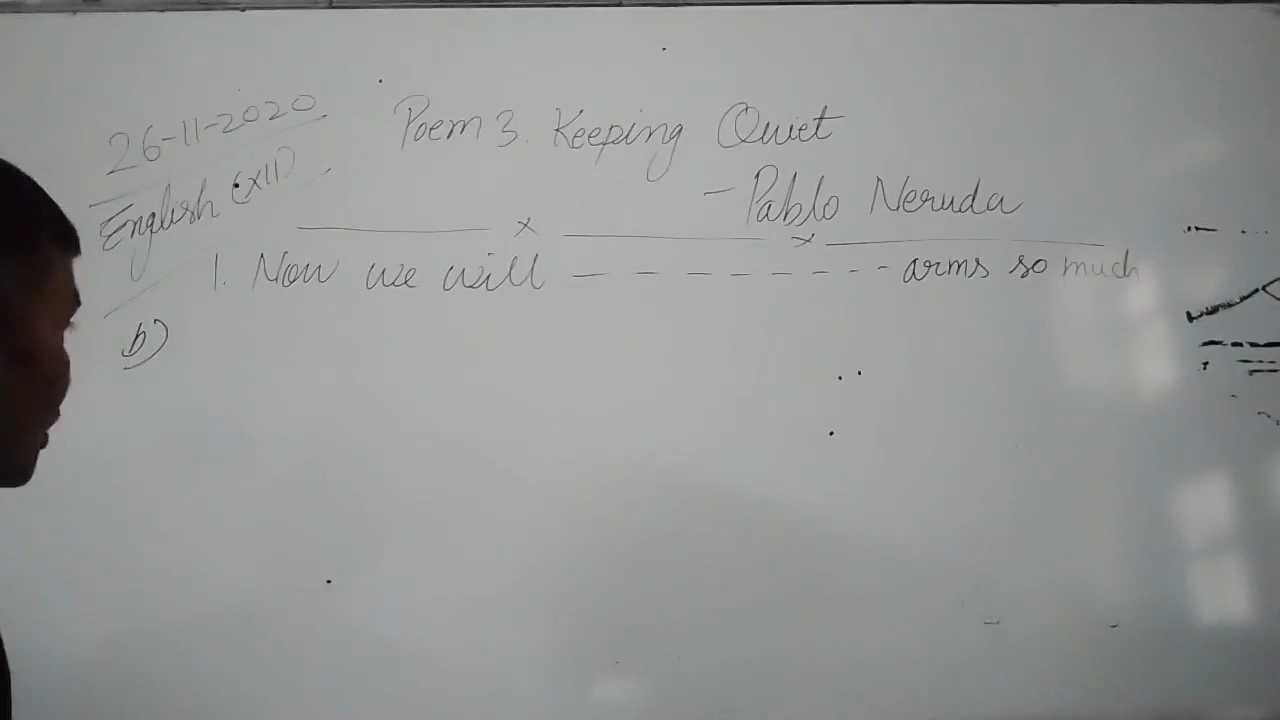 26-11-2020
English (XII)
Poem 3. Keeping Quiet
- Pablo Neruda
1. Now we will - - - - - - - - - arms so much
b)